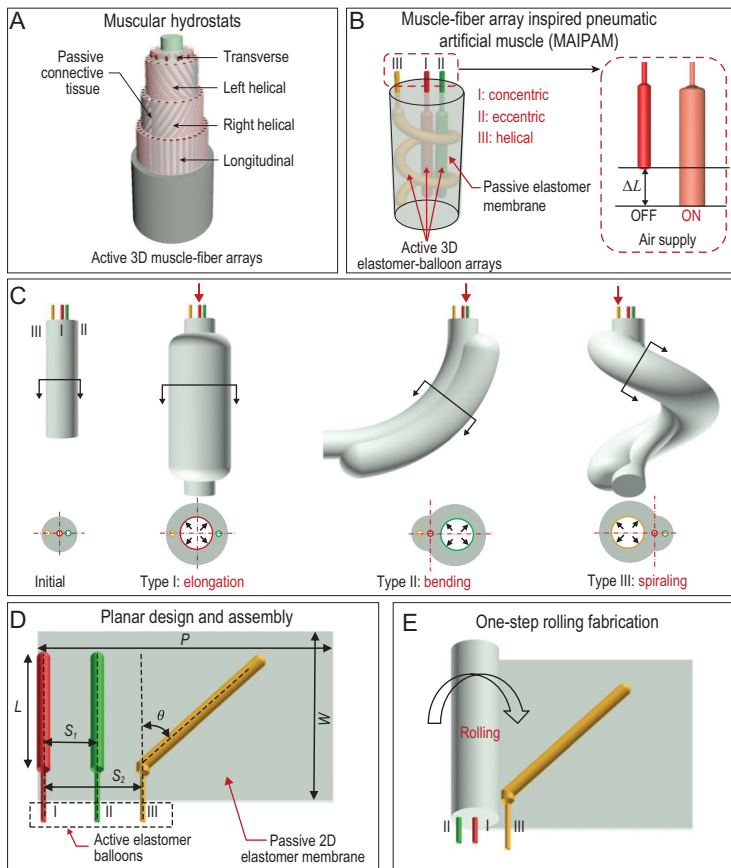 A
Muscular hydrostats
Passive
connective
tissue
Transverse
Left helical
Right helical
Longitudinal
Active 3D muscle-fiber arrays
B
Muscle-fiber array inspired pneumatic
artificial muscle (MAIPAM)
III I II
I: concentric
II: eccentric
III: helical
Passive elastomer
membrane
Active 3D
elastomer-balloon arrays
ΔL
OFF ON
Air supply
C
III I II
Initial
Type I: elongation
Type II: bending
Type III: spiraling
D
Planar design and assembly
P
L
S1
θ
W
S2
I II III
Active elastomer
balloons
Passive 2D
elastomer membrane
E
One-step rolling fabrication
Rolling
II I III